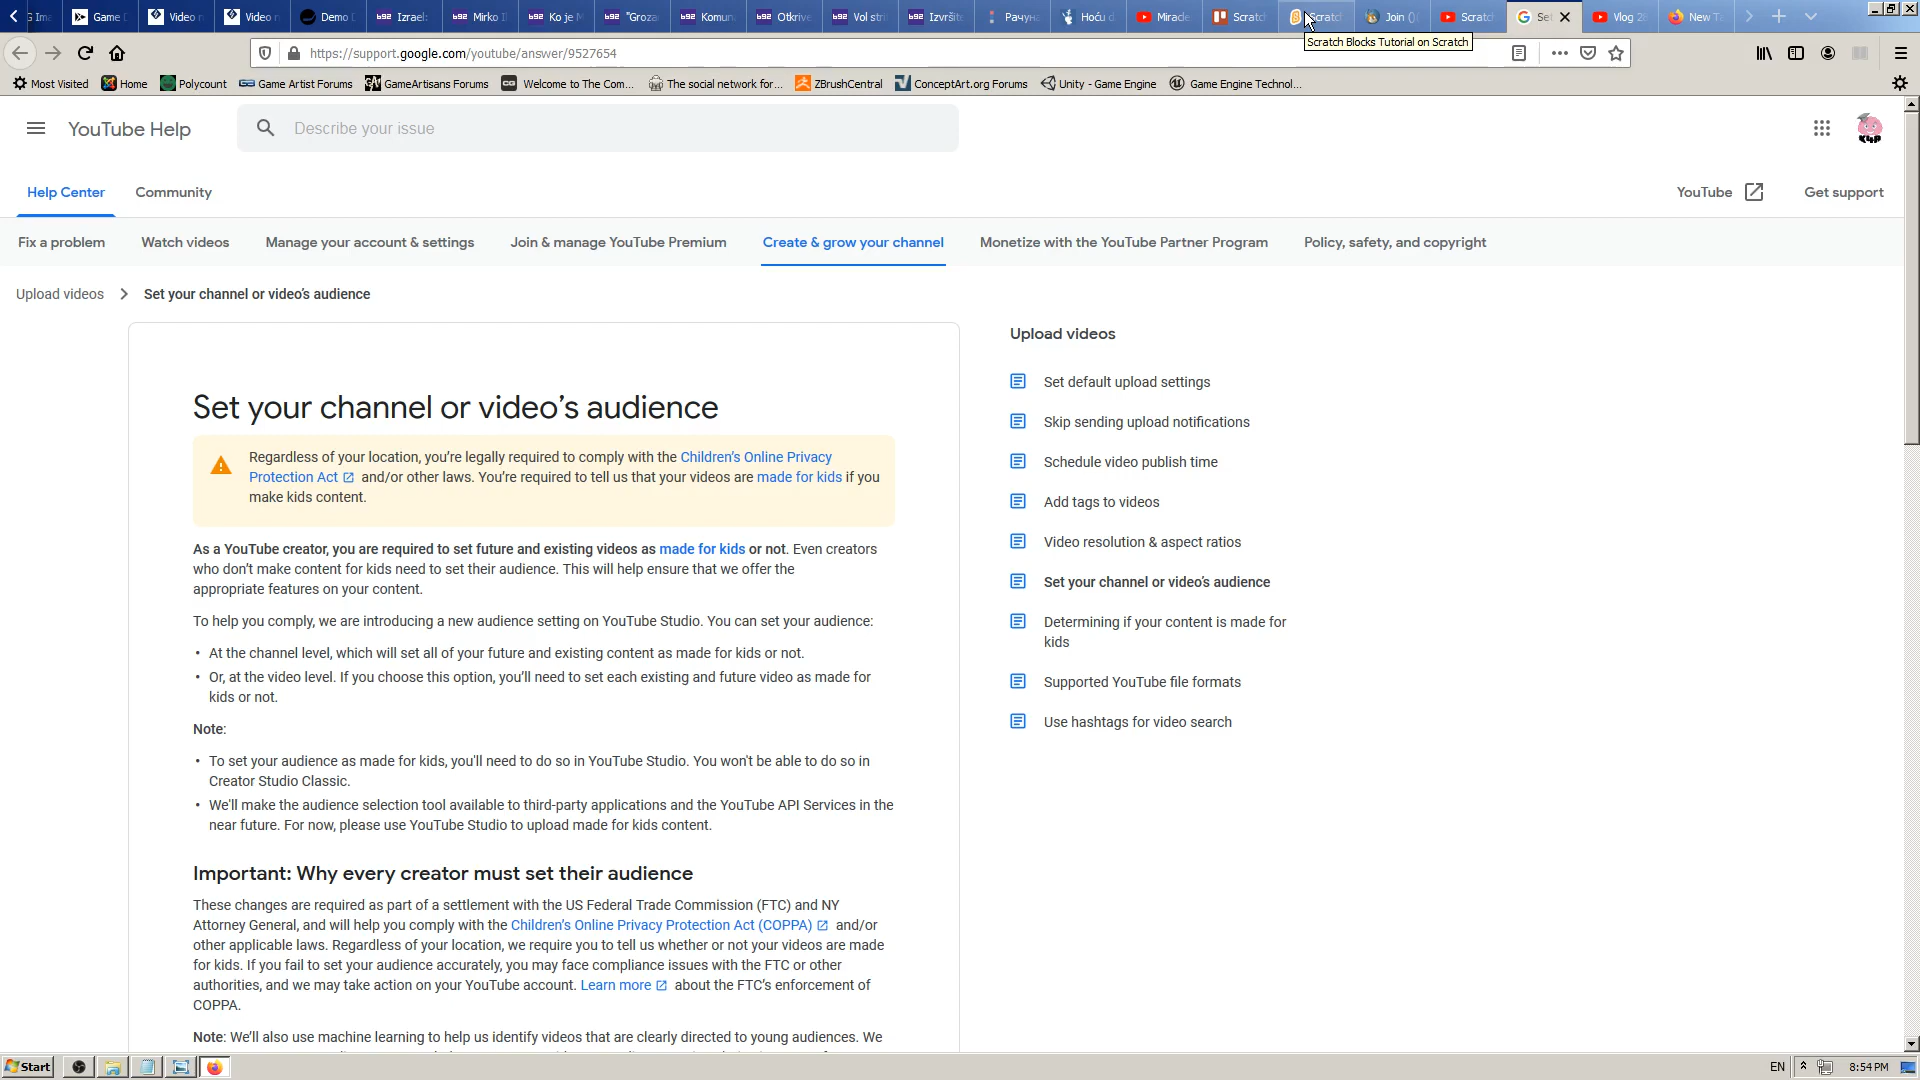 Game
Video
Video
Demo
Izrael:
Mirko
Ko je
"Groza
Komun
Otkrive
Vol str
Izvršite
Рачуна
Hoću
Miracle
Scratch
Scratch
Join ()(
Scratch
Se
Vlog 2
New T
Scratch Blocks Tutorial on Scratch
https://support.google.com/youtube/answer/9527654
Most Visited
Home
Polycount
Game Artist Forums
GameArtisans Forums
Welcome to The Com...
The social network for...
ZBrushCentral
ConceptArt.org Forums
Unity - Game Engine
Game Engine Technol...
YouTube Help
Describe your issue
Help Center
Community
YouTube
Get support
Fix a problem
Watch videos
Manage your account & settings
Join & manage YouTube Premium
Create & grow your channel
Monetize with the YouTube Partner Program
Policy, safety, and copyright
Upload videos
Set your channel or video’s audience
Set your channel or video’s audience
Regardless of your location, you’re legally required to comply with the Children’s Online Privacy
Protection Act and/or other laws. You’re required to tell us that your videos are made for kids if you
make kids content.
As a YouTube creator, you are required to set future and existing videos as made for kids or not. Even creators
who don’t make content for kids need to set their audience. This will help ensure that we offer the
appropriate features on your content.
To help you comply, we are introducing a new audience setting on YouTube Studio. You can set your audience:
• At the channel level, which will set all of your future and existing content as made for kids or not.
• Or, at the video level. If you choose this option, you’ll need to set each existing and future video as made for
kids or not.
Note:
• To set your audience as made for kids, you'll need to do so in YouTube Studio. You won't be able to do so in
Creator Studio Classic.
• We'll make the audience selection tool available to third-party applications and the YouTube API Services in the
near future. For now, please use YouTube Studio to upload made for kids content.
Important: Why every creator must set their audience
These changes are required as part of a settlement with the US Federal Trade Commission (FTC) and NY
Attorney General, and will help you comply with the Children’s Online Privacy Protection Act (COPPA) and/or
other applicable laws. Regardless of your location, we require you to tell us whether or not your videos are made
for kids. If you fail to set your audience accurately, you may face compliance issues with the FTC or other
authorities, and we may take action on your YouTube account. Learn more about the FTC’s enforcement of
COPPA.
Note: We’ll also use machine learning to help us identify videos that are clearly directed to young audiences. We
Upload videos
Set default upload settings
Skip sending upload notifications
Schedule video publish time
Add tags to videos
Video resolution & aspect ratios
Set your channel or video’s audience
Determining if your content is made for
kids
Supported YouTube file formats
Use hashtags for video search
Start
EN
8:54 PM